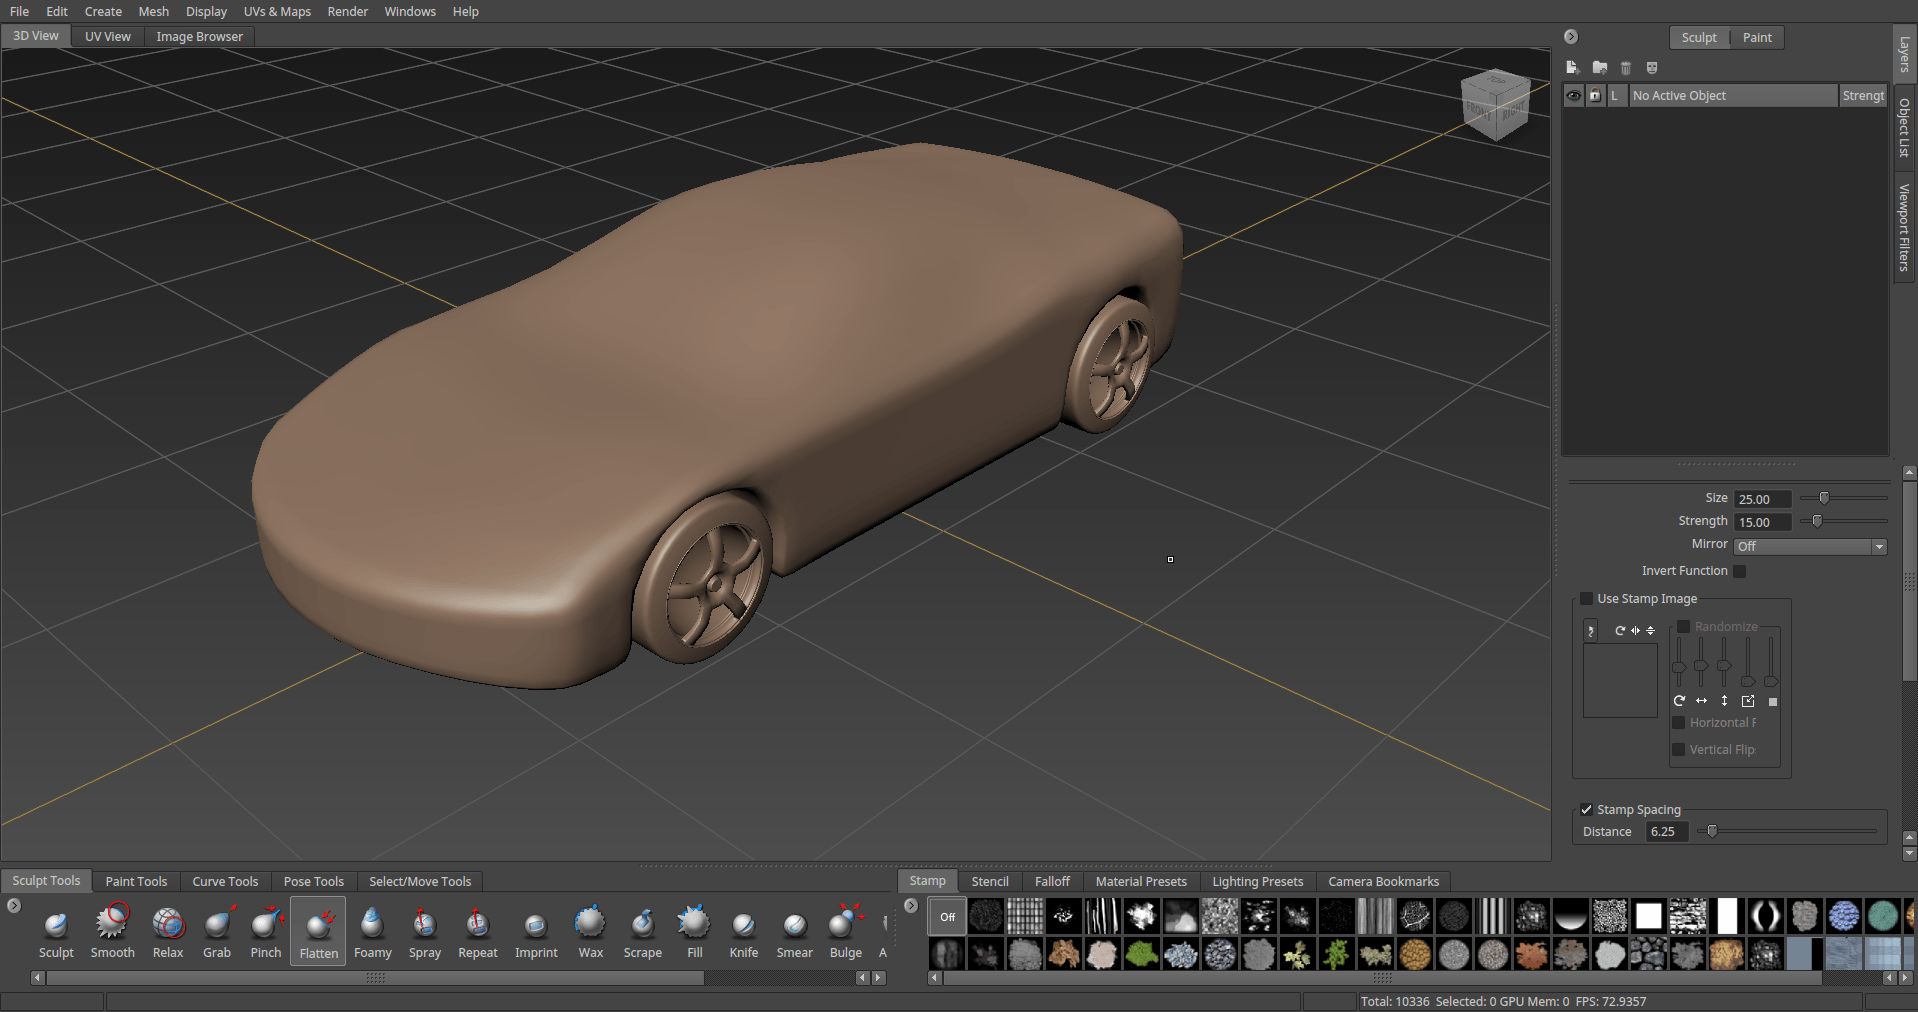 File Edit Create Mesh Display UVs & Maps Render Windows Help
3D View UV View Image Browser
Sculpt Paint
Layers
Object List
Viewport Filters
L No Active Object Strengt
TOP
FRONT RIGHT
Size 25.00
Strength 15.00
Mirror Off
Invert Function
Use Stamp Image
Randomize
Horizontal F
Vertical Flip
Stamp Spacing
Distance 6.25
Sculpt Tools Paint Tools Curve Tools Pose Tools Select/Move Tools
Sculpt Smooth Relax Grab Pinch Flatten Foamy Spray Repeat Imprint Wax Scrape Fill Knife Smear Bulge A
Stamp Stencil Falloff Material Presets Lighting Presets Camera Bookmarks
Off
Total: 10336 Selected: 0 GPU Mem: 0 FPS: 72.9357